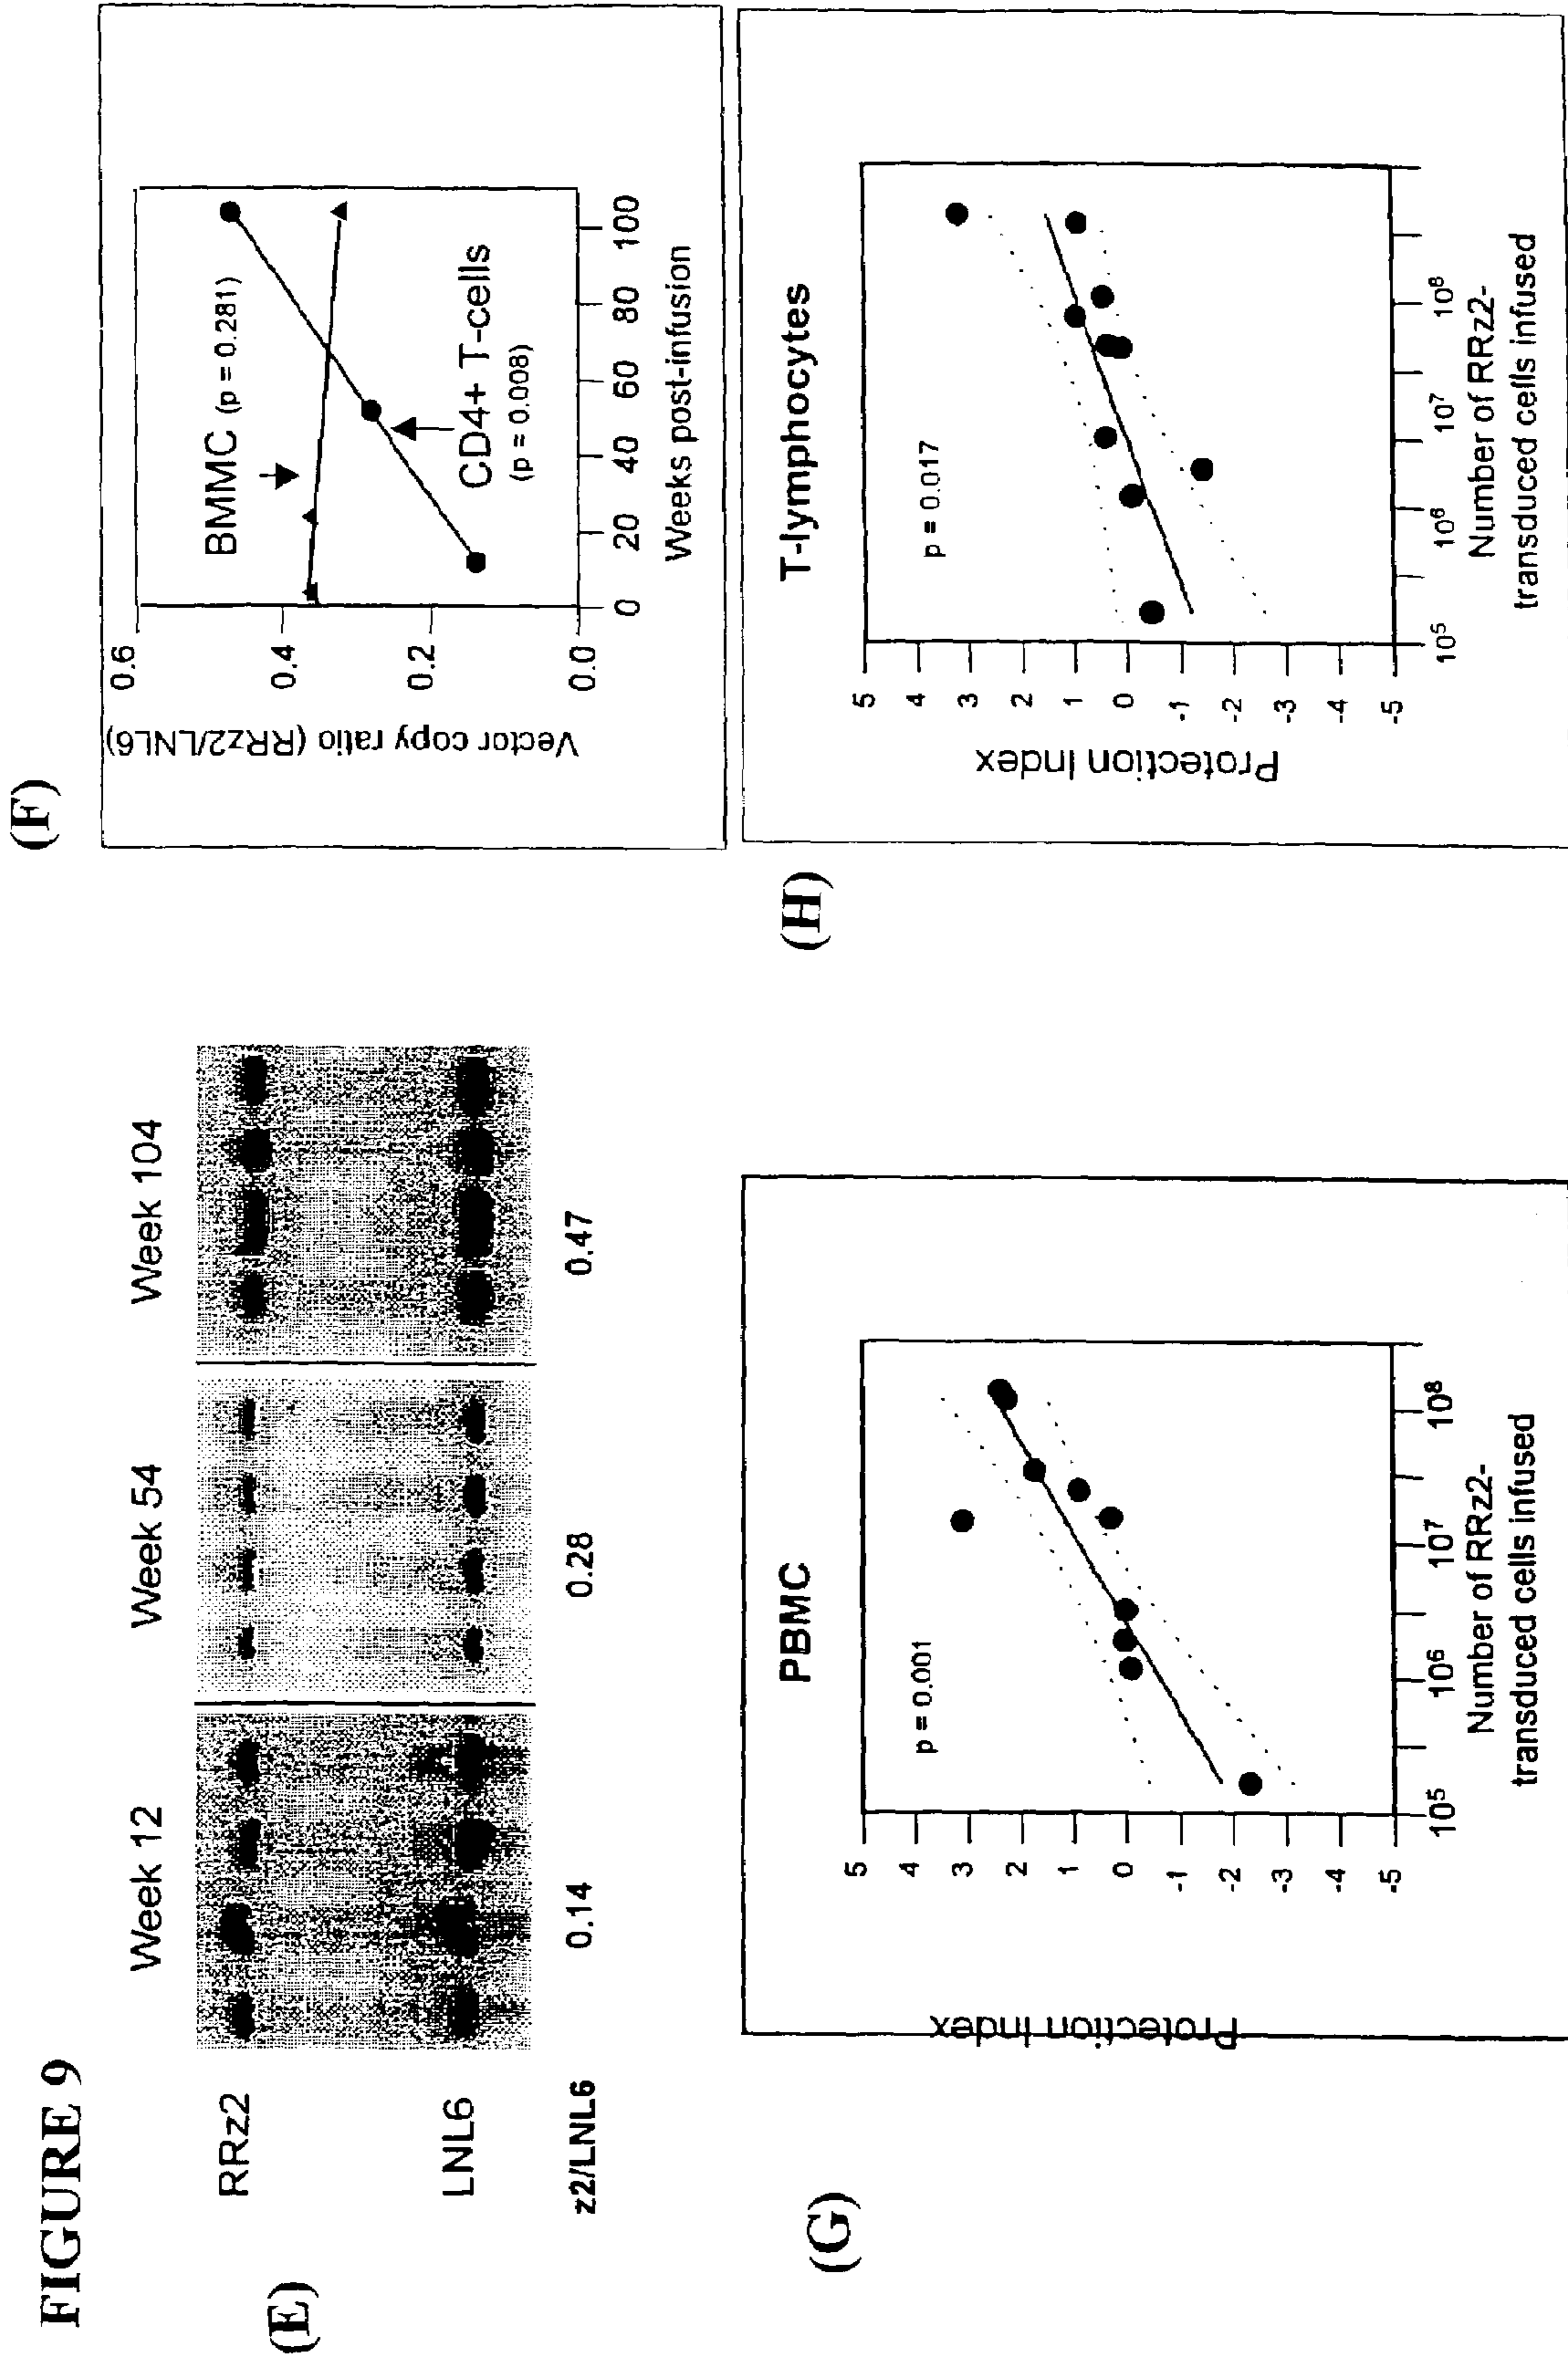 FIGURE 9
(E)
Week 12 Week 54 Week 104
RRz2
LNL6
z2/LNL6 0.14 0.28 0.47
(F)
Vector copy ratio (RRz2/LNL6)
0.6
0.4
0.2
0.0
BMMC (p = 0.281)
CD4+ T-cells
(p = 0.008)
0 20 40 60 80 100
Weeks post-infusion
(G)
PBMC
Protection Index
5
4
3
2
1
0
-1
-2
-3
-4
-5
p = 0.001
10⁵ 10⁶ 10⁷ 10⁸
Number of RRz2-
transduced cells infused
(H)
T-lymphocytes
Protection Index
5
4
3
2
1
0
-1
-2
-3
-4
-5
p = 0.017
10⁵ 10⁶ 10⁷ 10⁸
Number of RRz2-
transduced cells infused